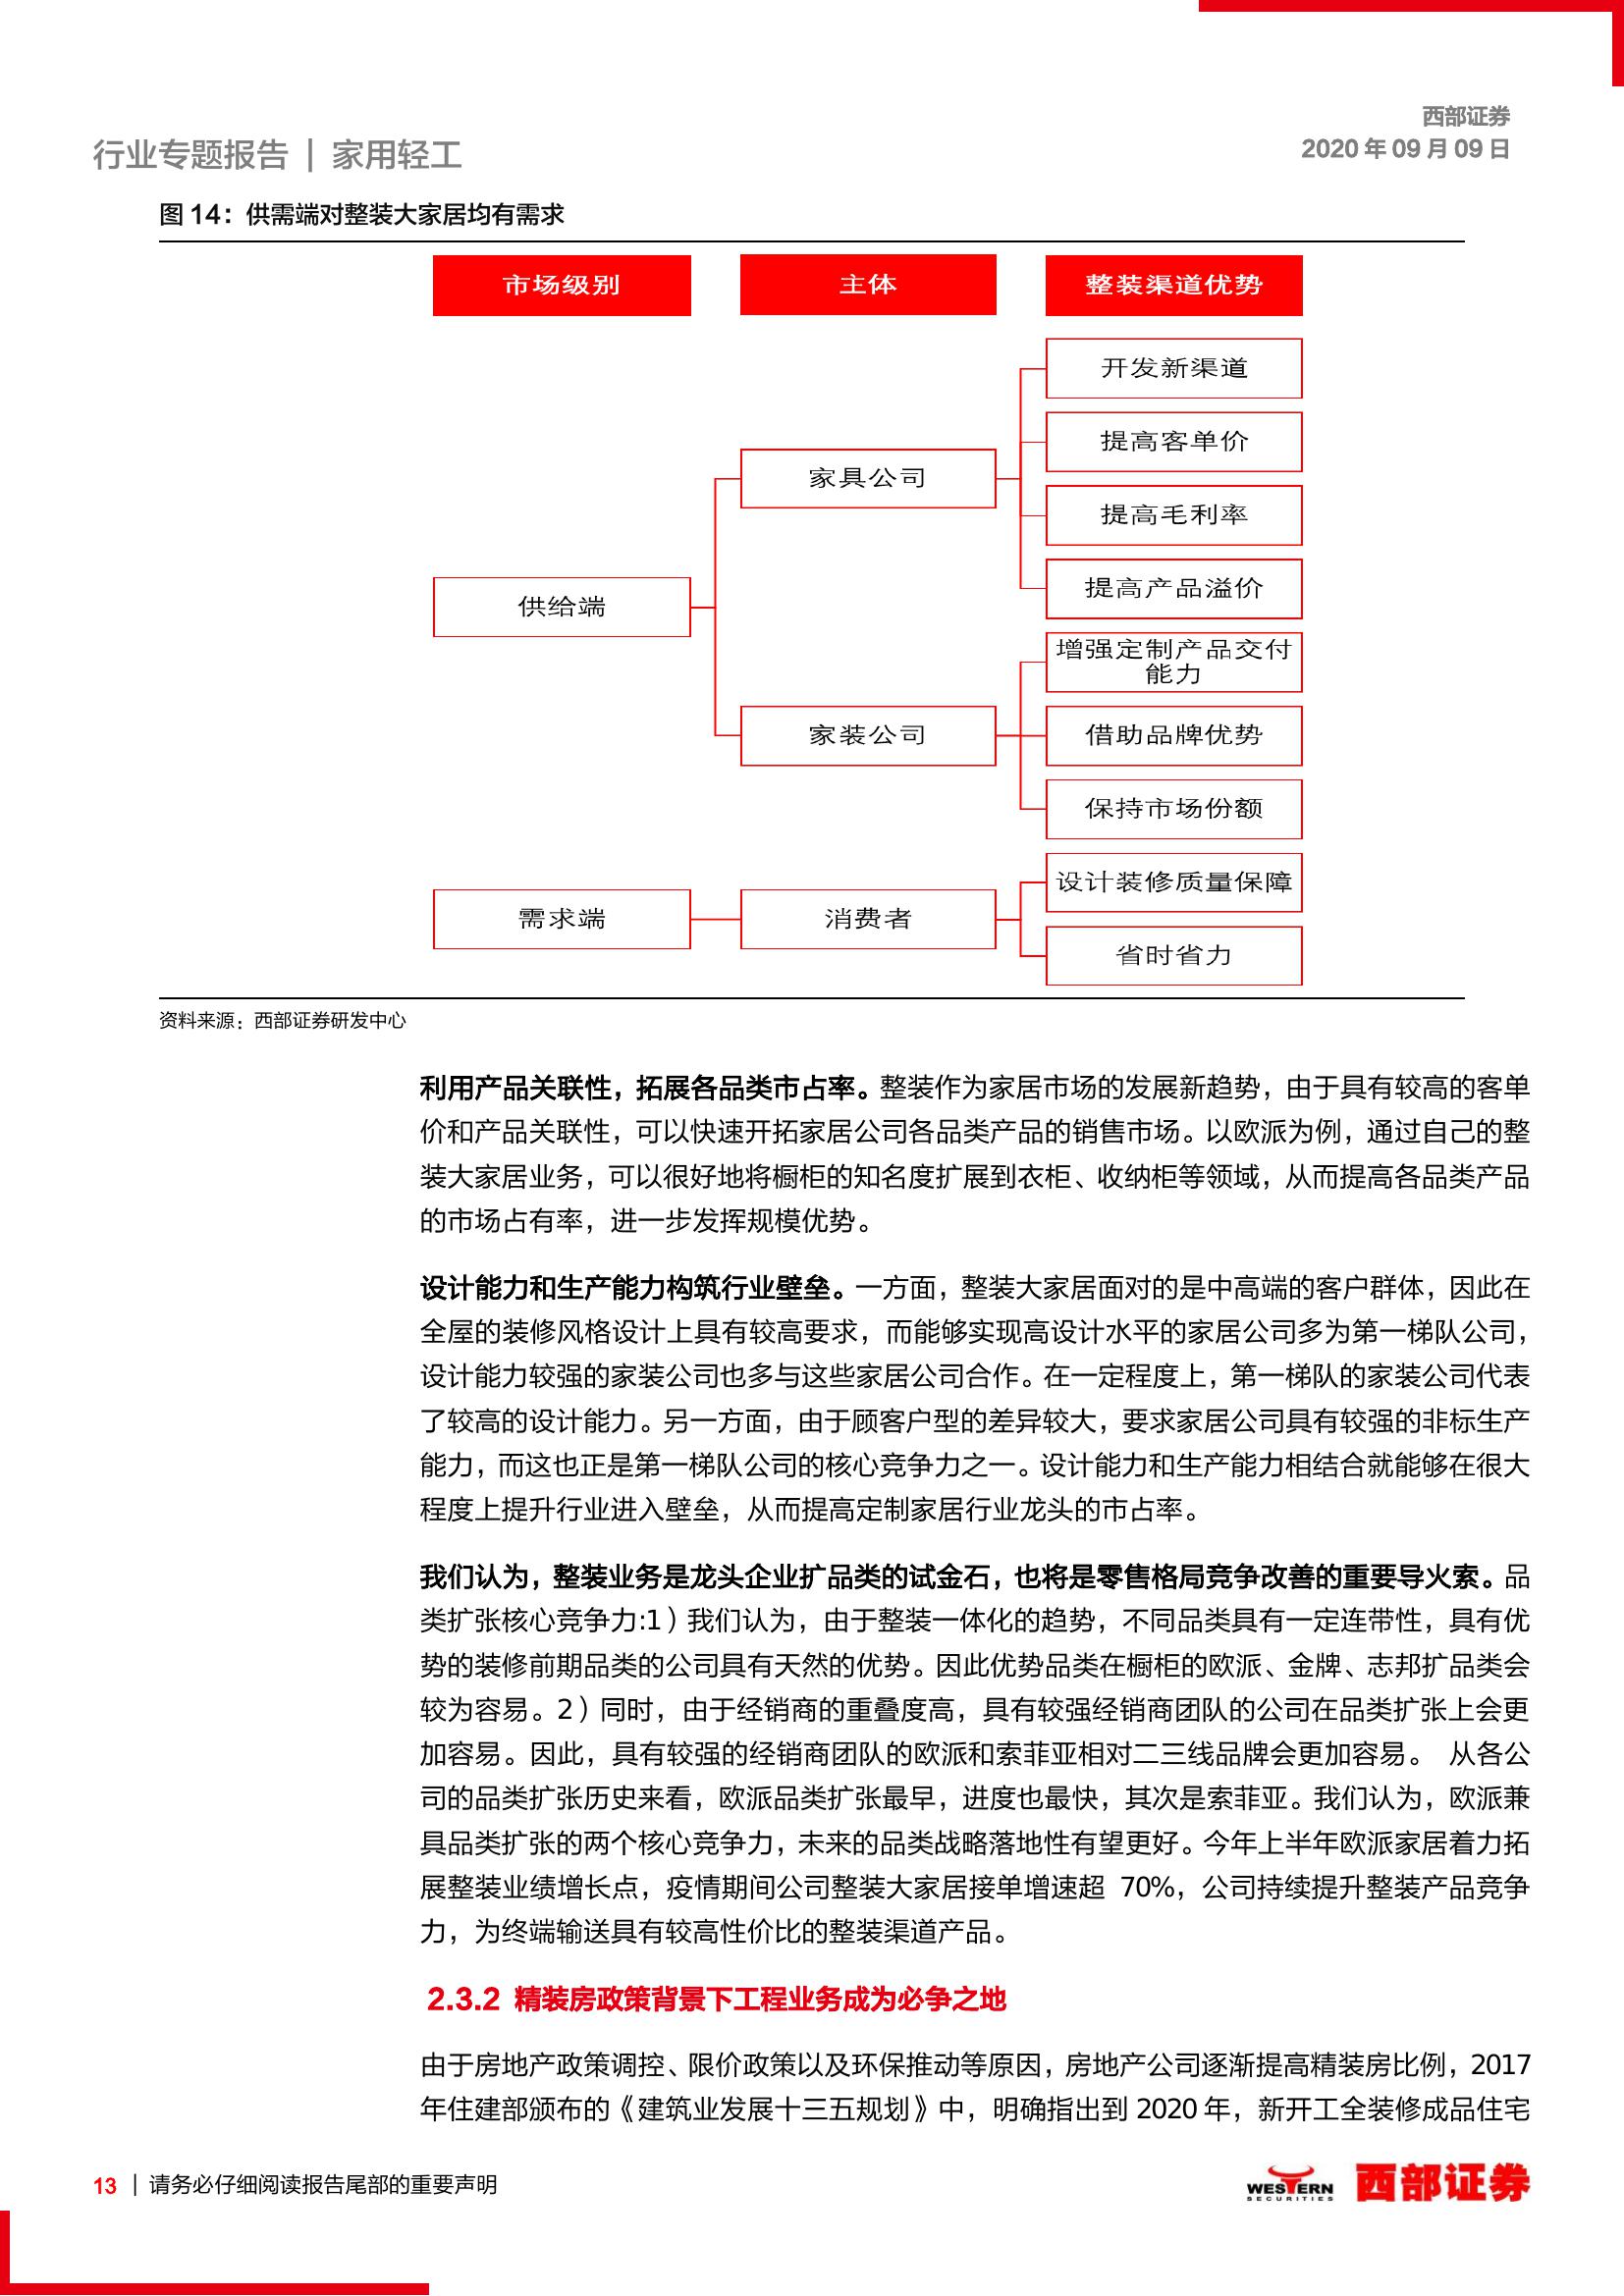 西部证券
行业专题报告 | 家用轻工
2020 年 09 月 09 日
图 14：供需端对整装大家居均有需求
市场级别
主体
整装渠道优势
开发新渠道
提高客单价
家具公司
提高毛利率
提高产品溢价
供给端
增强定制产品交付
能力
家装公司
借助品牌优势
保持市场份额
设计装修质量保障
需求端
消费者
省时省力
资料来源：西部证券研发中心
利用产品关联性，拓展各品类市占率。整装作为家居市场的发展新趋势，由于具有较高的客单
价和产品关联性，可以快速开拓家居公司各品类产品的销售市场。以欧派为例，通过自己的整
装大家居业务，可以很好地将橱柜的知名度扩展到衣柜、收纳柜等领域，从而提高各品类产品
的市场占有率，进一步发挥规模优势。
设计能力和生产能力构筑行业壁垒。一方面，整装大家居面对的是中高端的客户群体，因此在
全屋的装修风格设计上具有较高要求，而能够实现高设计水平的家居公司多为第一梯队公司，
设计能力较强的家装公司也多与这些家居公司合作。在一定程度上，第一梯队的家装公司代表
了较高的设计能力。另一方面，由于顾客户型的差异较大，要求家居公司具有较强的非标生产
能力，而这也正是第一梯队公司的核心竞争力之一。设计能力和生产能力相结合就能够在很大
程度上提升行业进入壁垒，从而提高定制家居行业龙头的市占率。
我们认为，整装业务是龙头企业扩品类的试金石，也将是零售格局竞争改善的重要导火索。品
类扩张核心竞争力:1）我们认为，由于整装一体化的趋势，不同品类具有一定连带性，具有优
势的装修前期品类的公司具有天然的优势。因此优势品类在橱柜的欧派、金牌、志邦扩品类会
较为容易。2）同时，由于经销商的重叠度高，具有较强经销商团队的公司在品类扩张上会更
加容易。因此，具有较强的经销商团队的欧派和索菲亚相对二三线品牌会更加容易。 从各公
司的品类扩张历史来看，欧派品类扩张最早，进度也最快，其次是索菲亚。我们认为，欧派兼
具品类扩张的两个核心竞争力，未来的品类战略落地性有望更好。今年上半年欧派家居着力拓
展整装业绩增长点，疫情期间公司整装大家居接单增速超 70%，公司持续提升整装产品竞争
力，为终端输送具有较高性价比的整装渠道产品。
2.3.2 精装房政策背景下工程业务成为必争之地
由于房地产政策调控、限价政策以及环保推动等原因，房地产公司逐渐提高精装房比例，2017
年住建部颁布的《建筑业发展十三五规划》中，明确指出到 2020 年，新开工全装修成品住宅
13 | 请务必仔细阅读报告尾部的重要声明
WESTERN
SECURITIES
西部证券